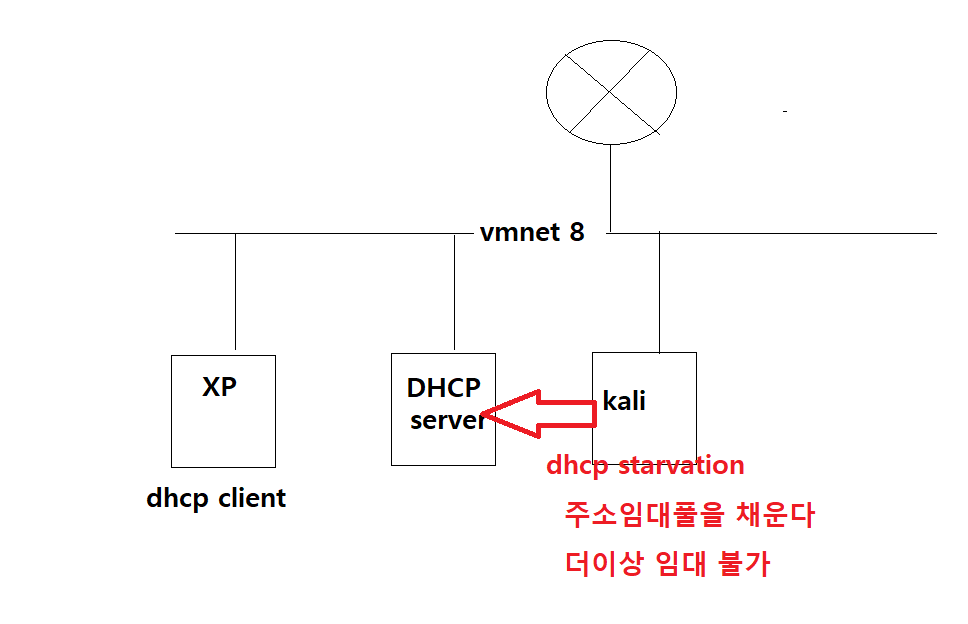 vmnet 8
XP
DHCP
server
kali
dhcp starvation
dhcp client
주소임대풀을 채운다
더이상 임대 불가